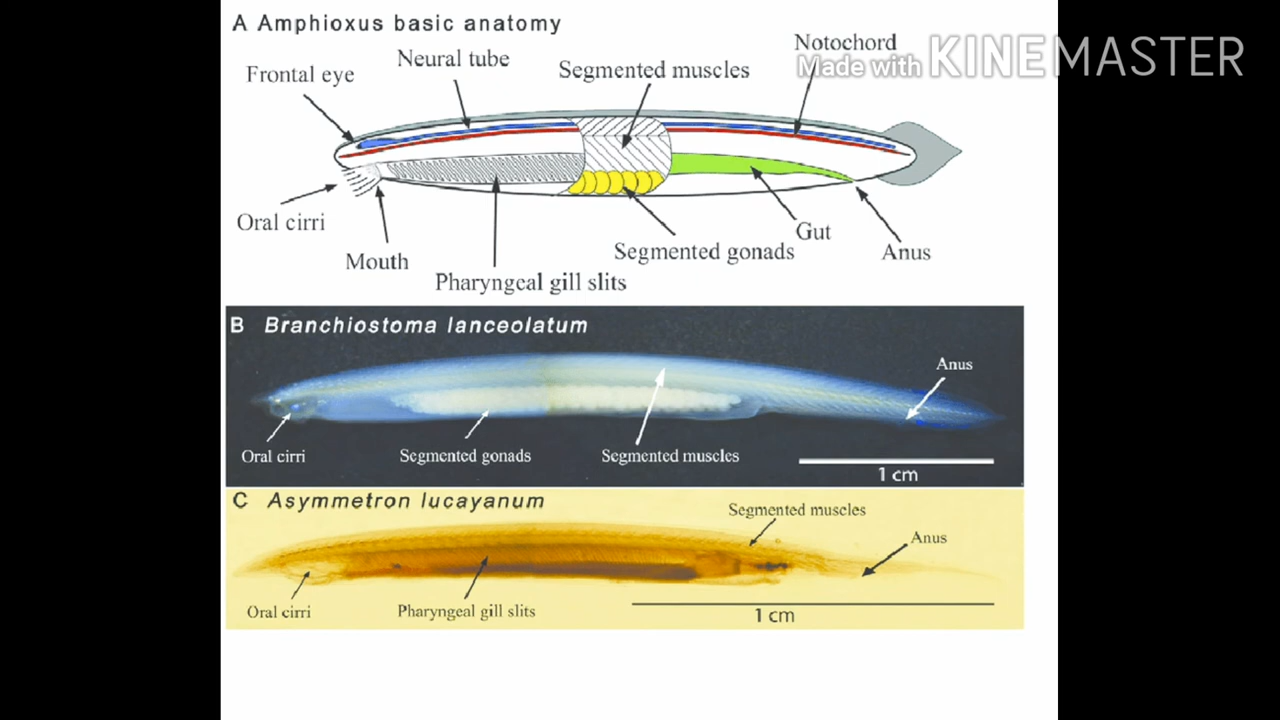 A Amphioxus basic anatomy
Notochord
Made with KINEMASTER
Neural tube
Segmented muscles
Frontal eye
Oral cirri
Mouth
Pharyngeal gill slits
Segmented gonads
Gut
Anus
B Branchiostoma lanceolatum
Anus
Oral cirri
Segmented gonads
Segmented muscles
1 cm
C Asymmetron lucayanum
Segmented muscles
Anus
Oral cirri
Pharyngeal gill slits
1 cm